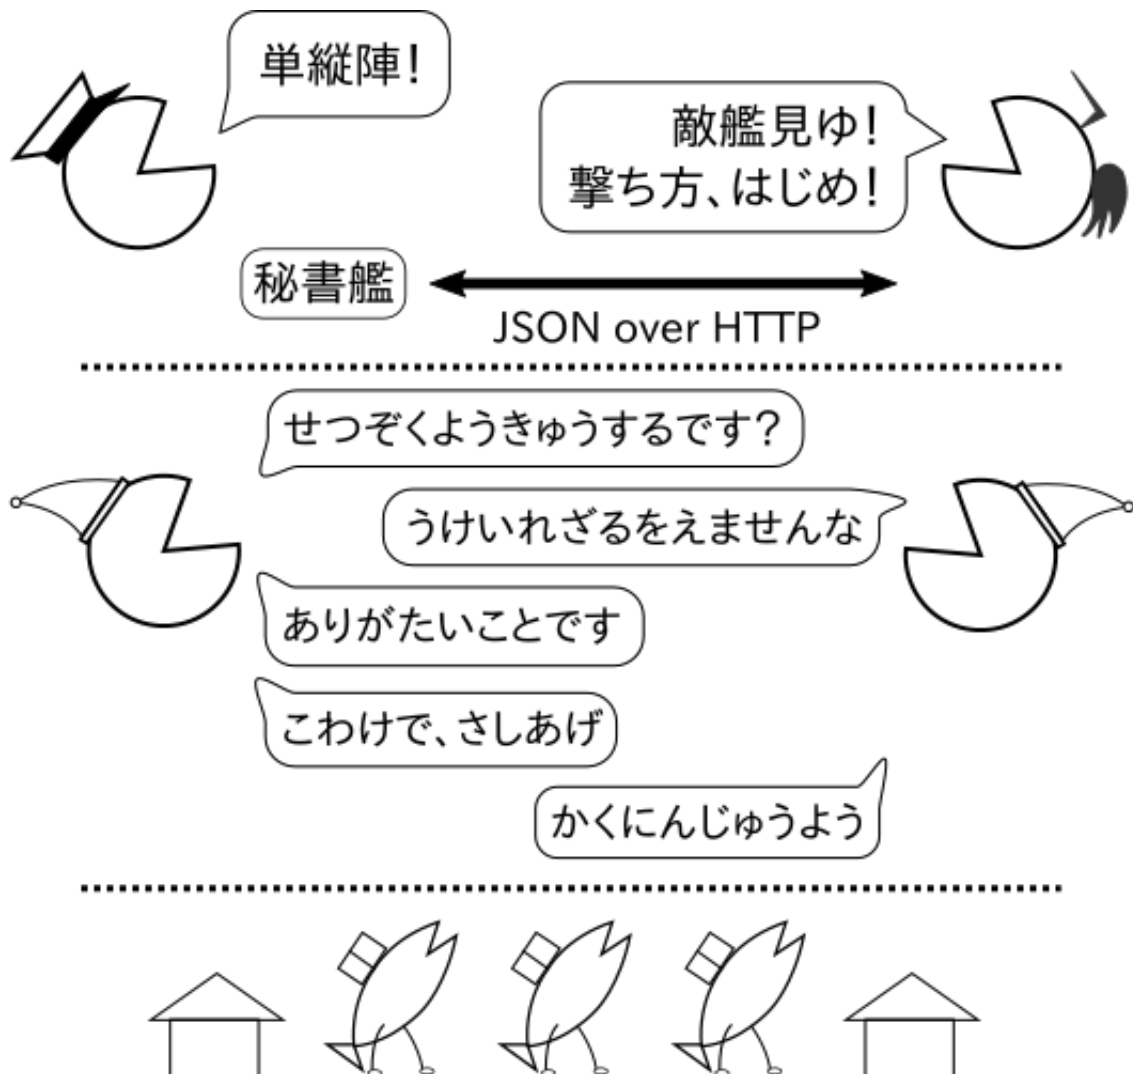 単縦陣！
敵艦見ゆ！
撃ち方、はじめ！
秘書艦
JSON over HTTP
せつぞくようきゅうするです？
うけいれざるをえませんな
ありがたいことです
こわけで、さしあげ
かくにんじゅうよう